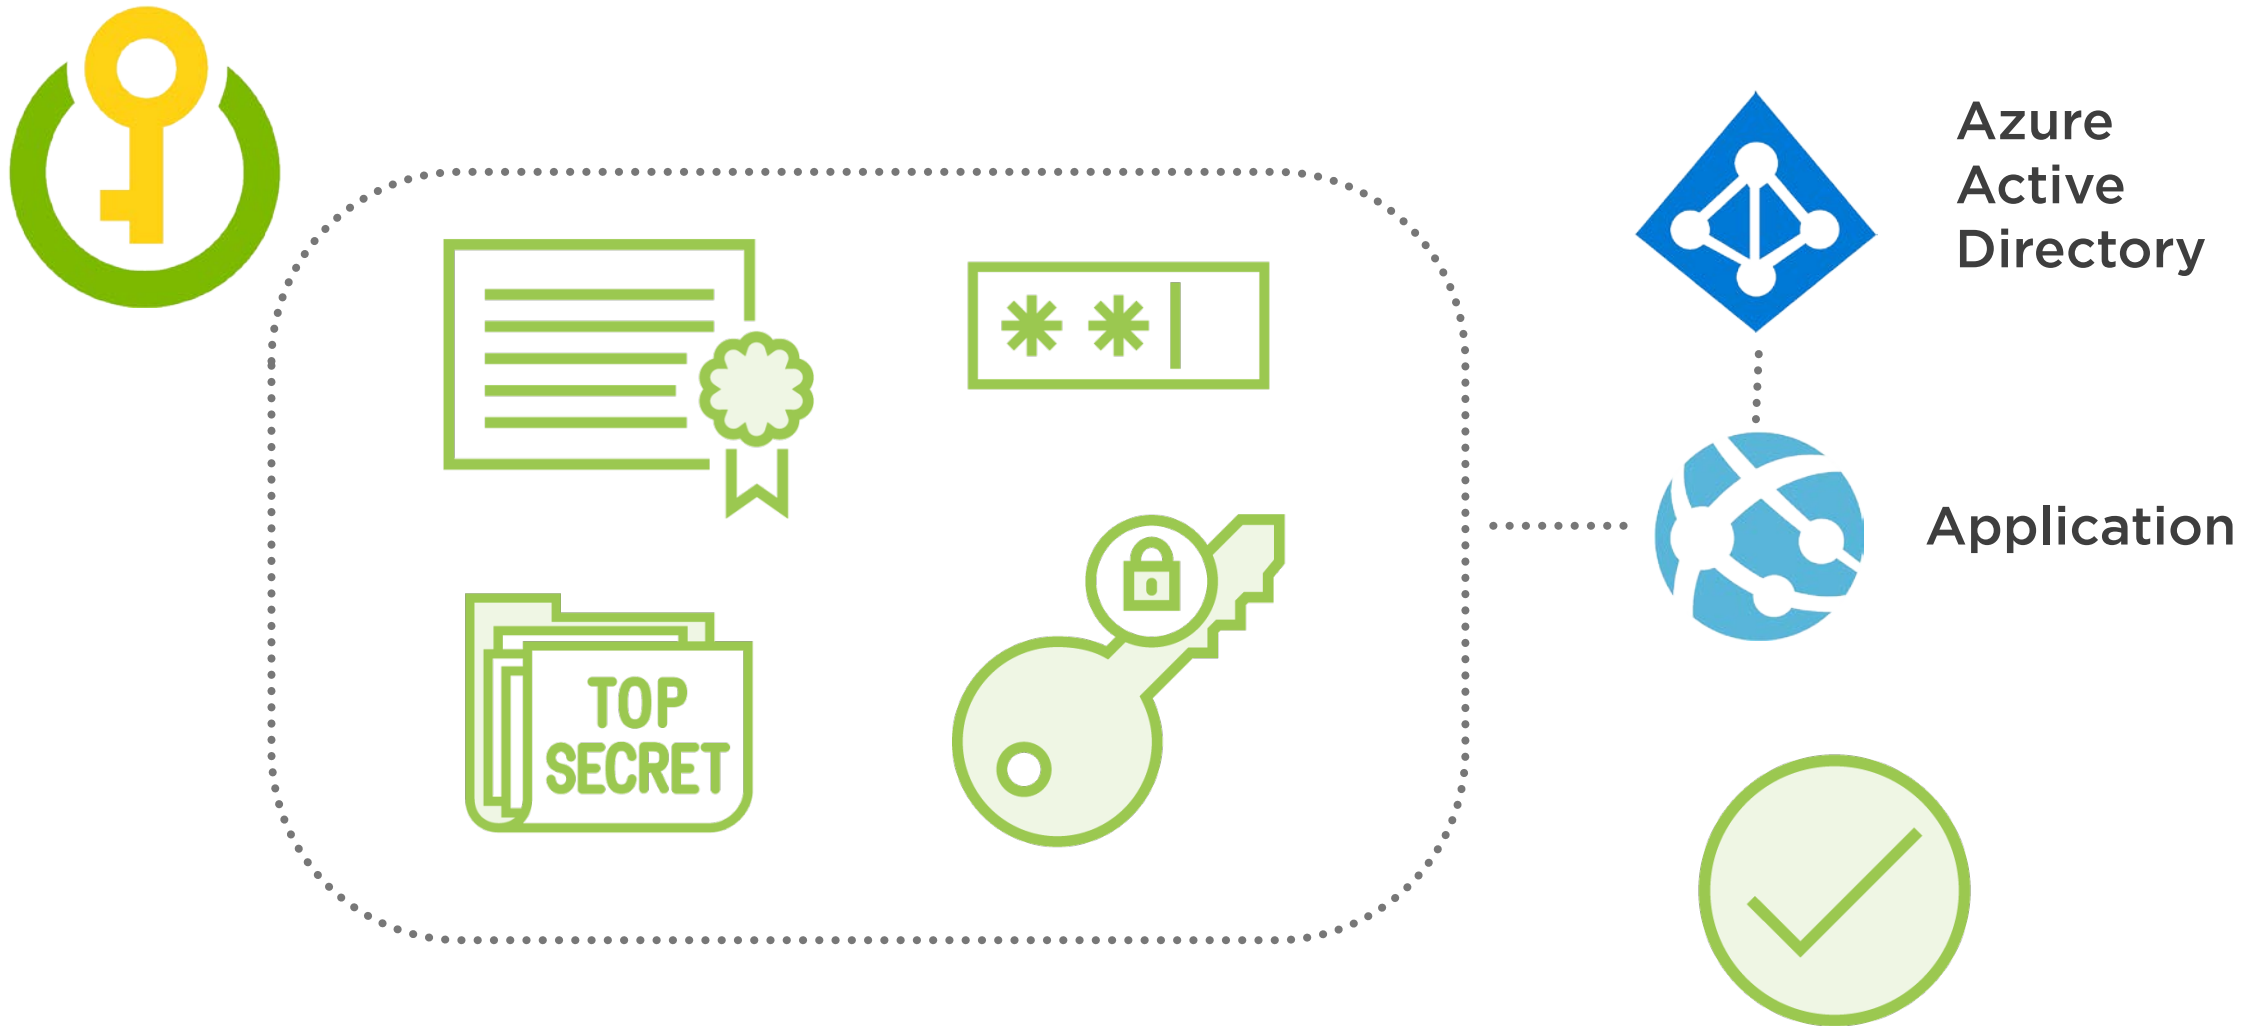 Azure
Active
Directory
**|
Application
TOP
SECRET